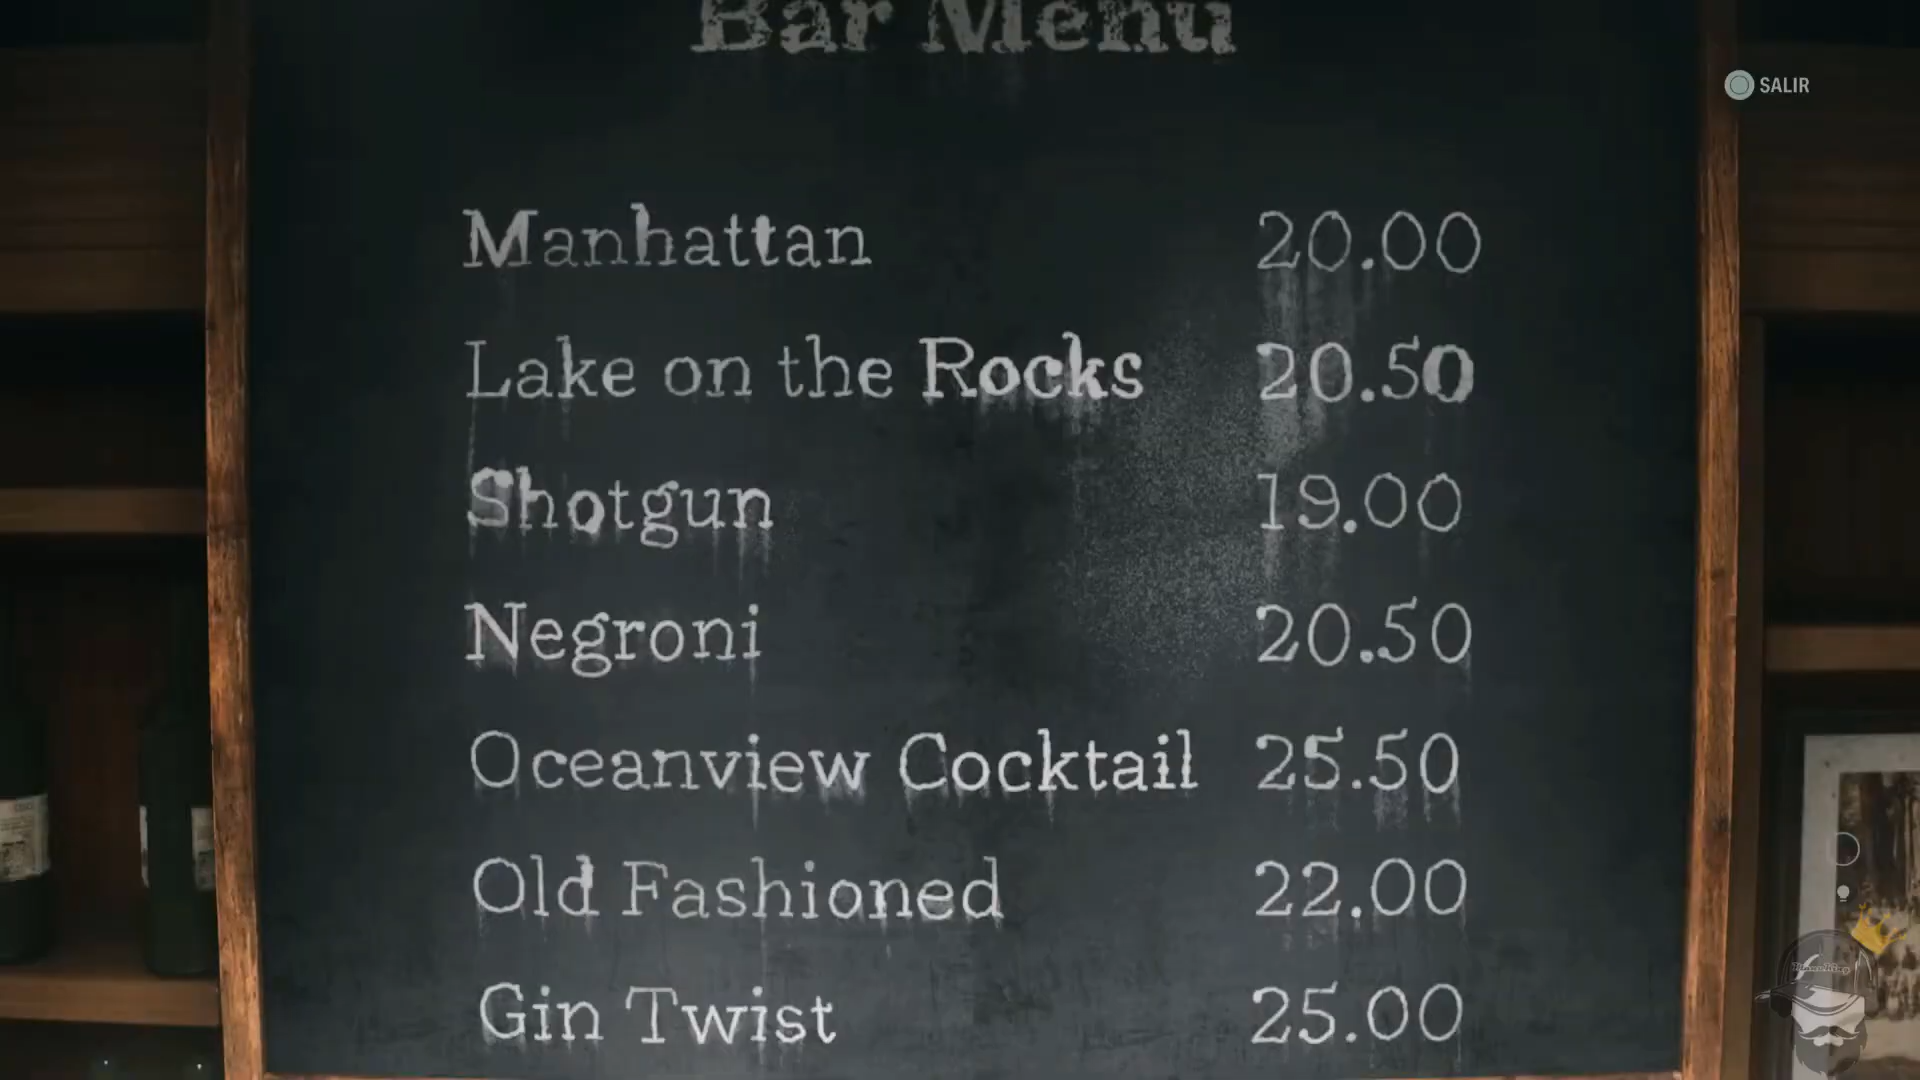 Bar Menu
SALIR
Manhattan 20.00
Lake on the Rocks 20.50
Shotgun 19.00
Negroni 20.50
Oceanview Cocktail 25.50
Old Fashioned 22.00
Gin Twist 25.00